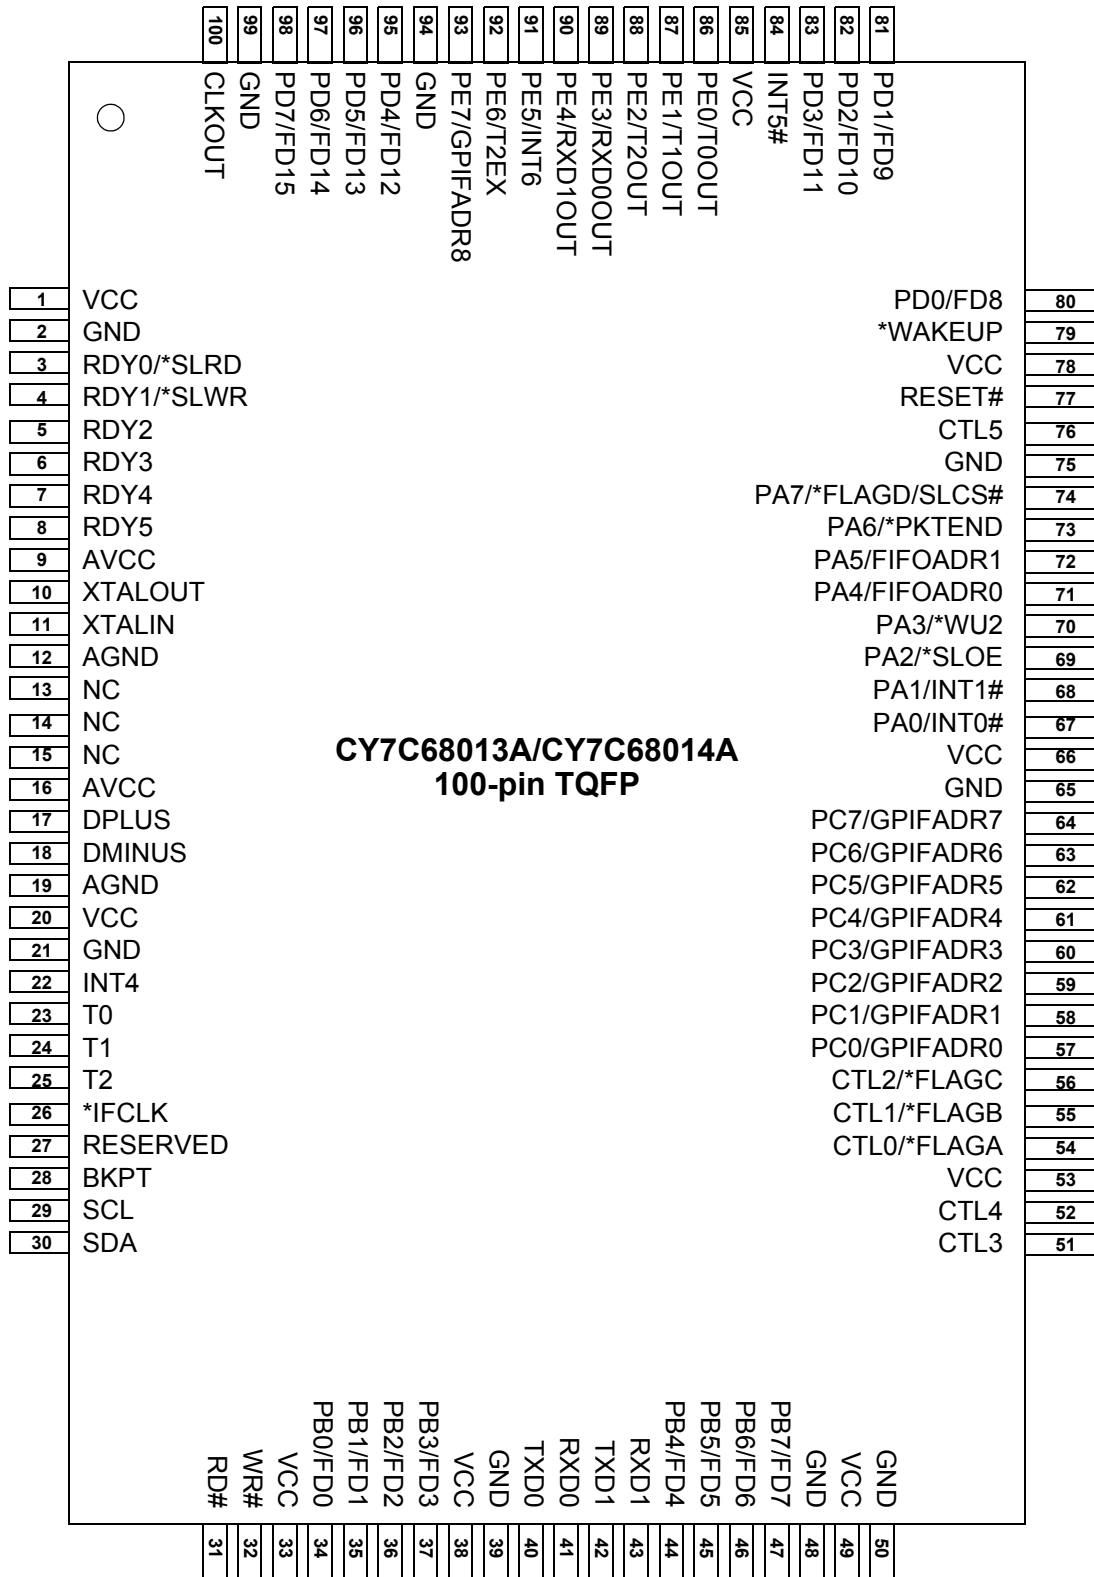 100 99 98 97 96 95 94 93 92 91 90 89 88 87 86 85 84 83 82 81
CLKOUT
GND
PD7/FD15
PD6/FD14
PD5/FD13
PD4/FD12
GND
PE7/GPIFADR8
PE6/T2EX
PE5/INT6
PE4/RXD1OUT
PE3/RXD0OUT
PE2/T2OUT
PE1/T1OUT
PE0/T0OUT
VCC
INT5#
PD3/FD11
PD2/FD10
PD1/FD9
1 VCC PD0/FD8 80
2 GND *WAKEUP 79
3 RDY0/*SLRD VCC 78
4 RDY1/*SLWR RESET# 77
5 RDY2 CTL5 76
6 RDY3 GND 75
7 RDY4 PA7/*FLAGD/SLCS# 74
8 RDY5 PA6/*PKTEND 73
9 AVCC PA5/FIFOADR1 72
10 XTALOUT PA4/FIFOADR0 71
11 XTALIN PA3/*WU2 70
12 AGND PA2/*SLOE 69
13 NC PA1/INT1# 68
14 NC PA0/INT0# 67
15 NC CY7C68013A/CY7C68014A VCC 66
100-pin TQFP
16 AVCC GND 65
17 DPLUS PC7/GPIFADR7 64
18 DMINUS PC6/GPIFADR6 63
19 AGND PC5/GPIFADR5 62
20 VCC PC4/GPIFADR4 61
21 GND PC3/GPIFADR3 60
22 INT4 PC2/GPIFADR2 59
23 T0 PC1/GPIFADR1 58
24 T1 PC0/GPIFADR0 57
25 T2 CTL2/*FLAGC 56
26 *IFCLK CTL1/*FLAGB 55
27 RESERVED CTL0/*FLAGA 54
28 BKPT VCC 53
29 SCL CTL4 52
30 SDA CTL3 51
RD#
WR#
VCC
PB0/FD0
PB1/FD1
PB2/FD2
PB3/FD3
VCC
GND
TXD0
RXD0
TXD1
RXD1
PB4/FD4
PB5/FD5
PB6/FD6
PB7/FD7
GND
VCC
GND
31 32 33 34 35 36 37 38 39 40 41 42 43 44 45 46 47 48 49 50